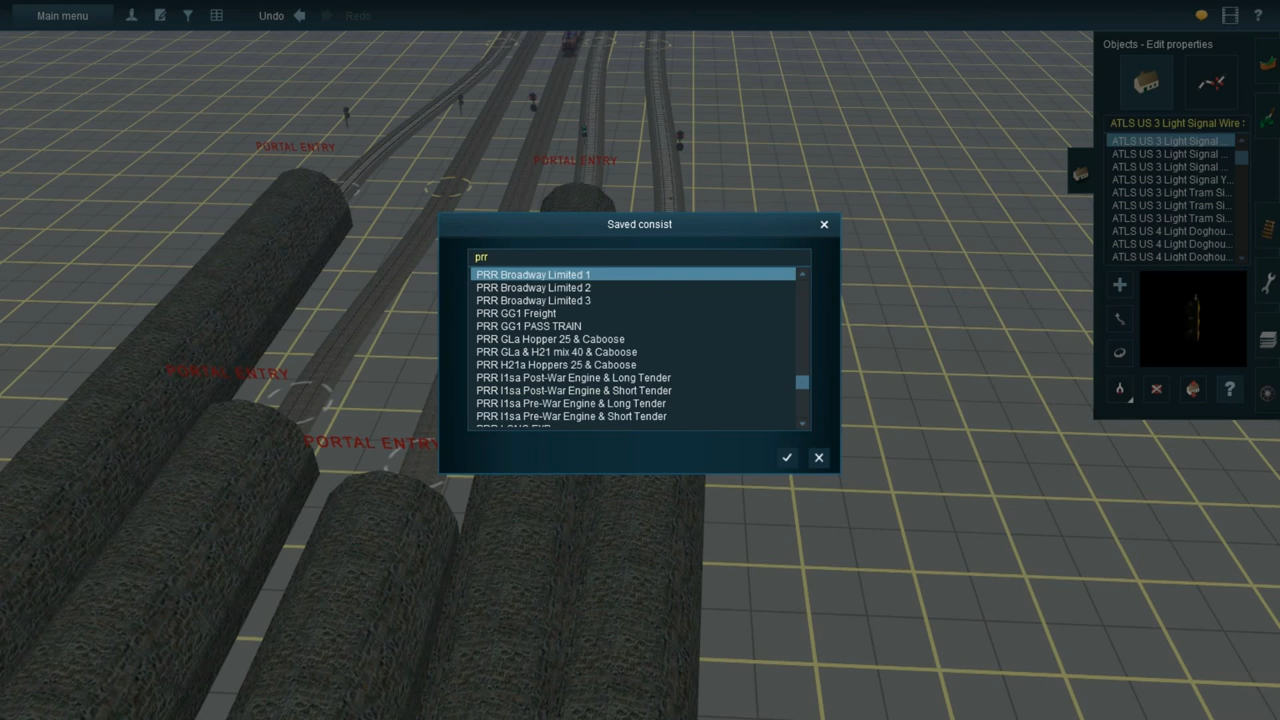 Main menu
Undo
Redo
?
Objects - Edit properties
ATLS US 3 Light Signal Wire
ATLS US 3 Light Signal ...
ATLS US 3 Light Signal ...
ATLS US 3 Light Signal ...
ATLS US 3 Light Signal Y...
ATLS US 3 Light Tram Si...
ATLS US 3 Light Tram Si...
ATLS US 3 Light Tram Si...
ATLS US 4 Light Doghou...
ATLS US 4 Light Doghou...
ATLS US 4 Light Doghou...
?
PORTAL ENTRY
PORTAL ENTRY
PORTAL ENTRY
PORTAL ENTRY
Saved consist
prr
PRR Broadway Limited 1
PRR Broadway Limited 2
PRR Broadway Limited 3
PRR GG1 Freight
PRR GG1 PASS TRAIN
PRR GLa Hopper 25 & Caboose
PRR GLa & H21 mix 40 & Caboose
PRR H21a Hoppers 25 & Caboose
PRR I1sa Post-War Engine & Long Tender
PRR I1sa Post-War Engine & Short Tender
PRR I1sa Pre-War Engine & Long Tender
PRR I1sa Pre-War Engine & Short Tender